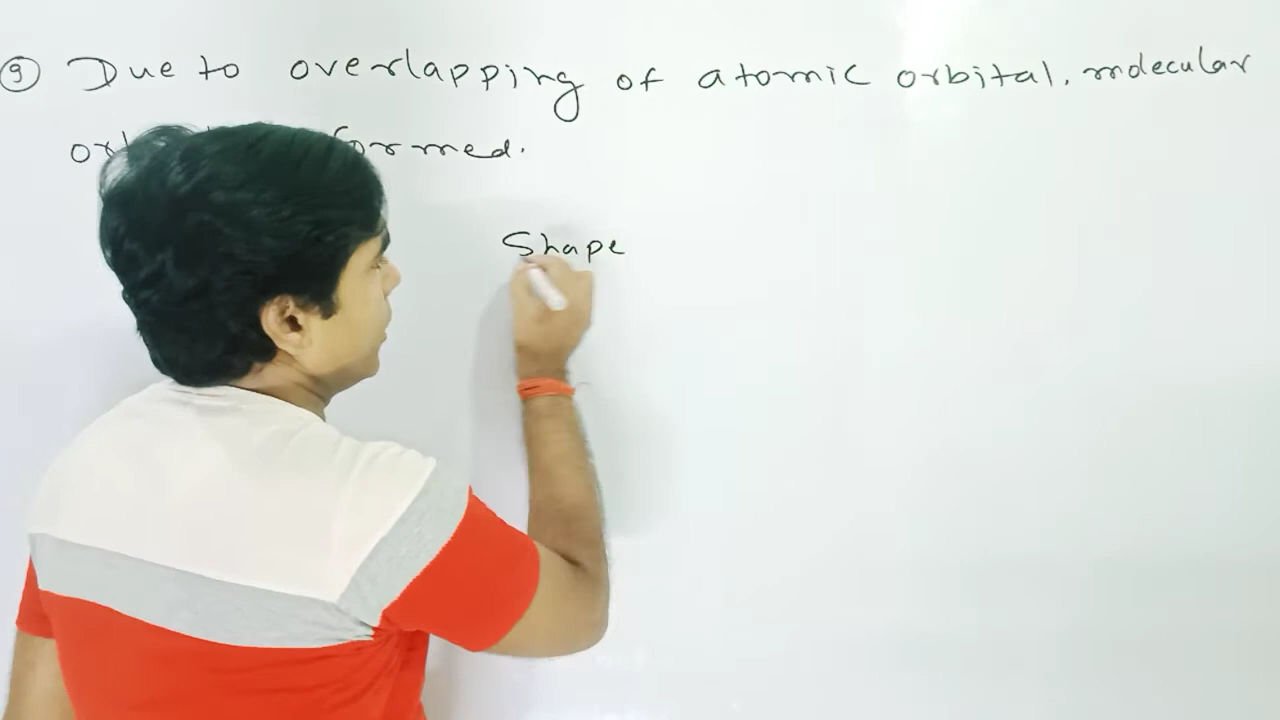 9 Due to overlapping of atomic orbital, molecular
formed.
Shape